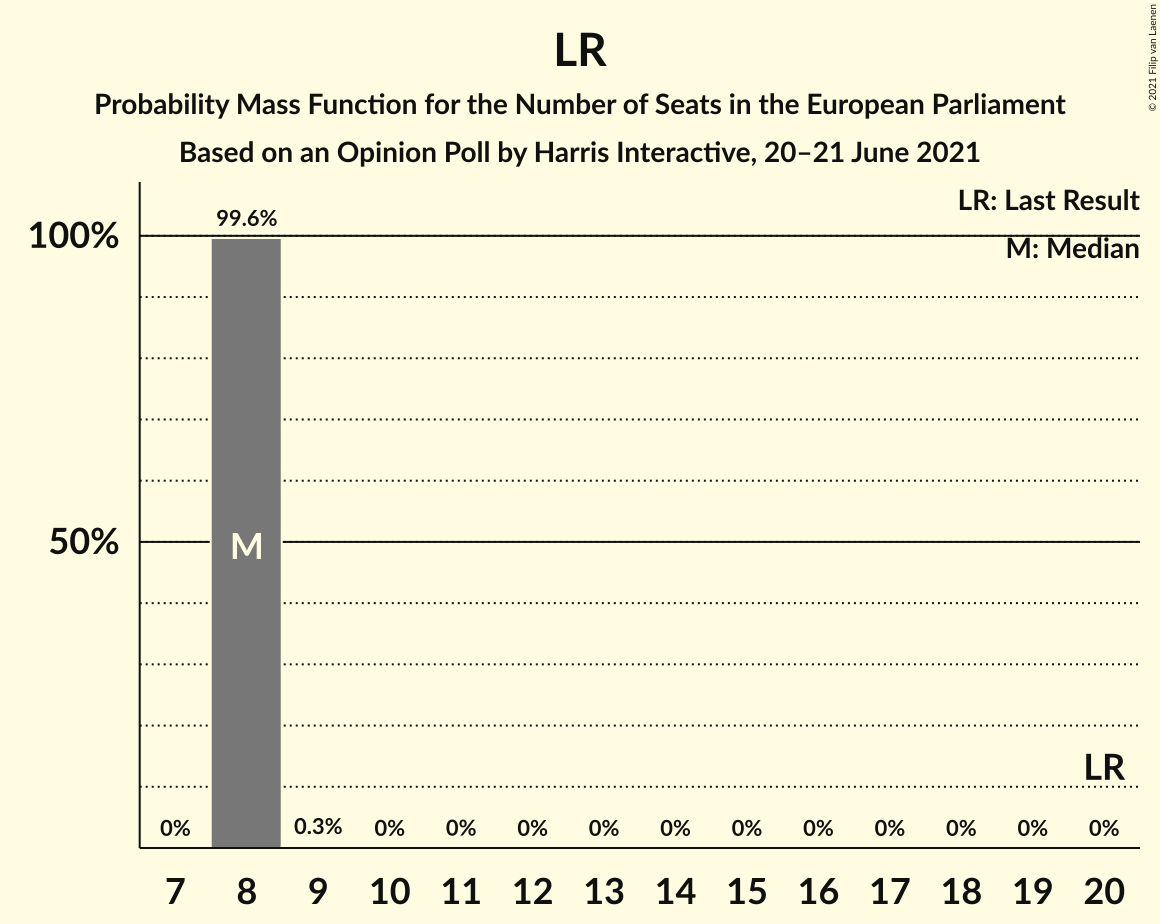 LR
Probability Mass Function for the Number of Seats in the European Parliament
Based on an Opinion Poll by Harris Interactive, 20–21 June 2021
© 2021 Filip van Laenen
LR: Last Result
M: Median
99.6%
100%
50%
M
LR
0% 0.3% 0% 0% 0% 0% 0% 0% 0% 0% 0% 0% 0%
7 8 9 10 11 12 13 14 15 16 17 18 19 20